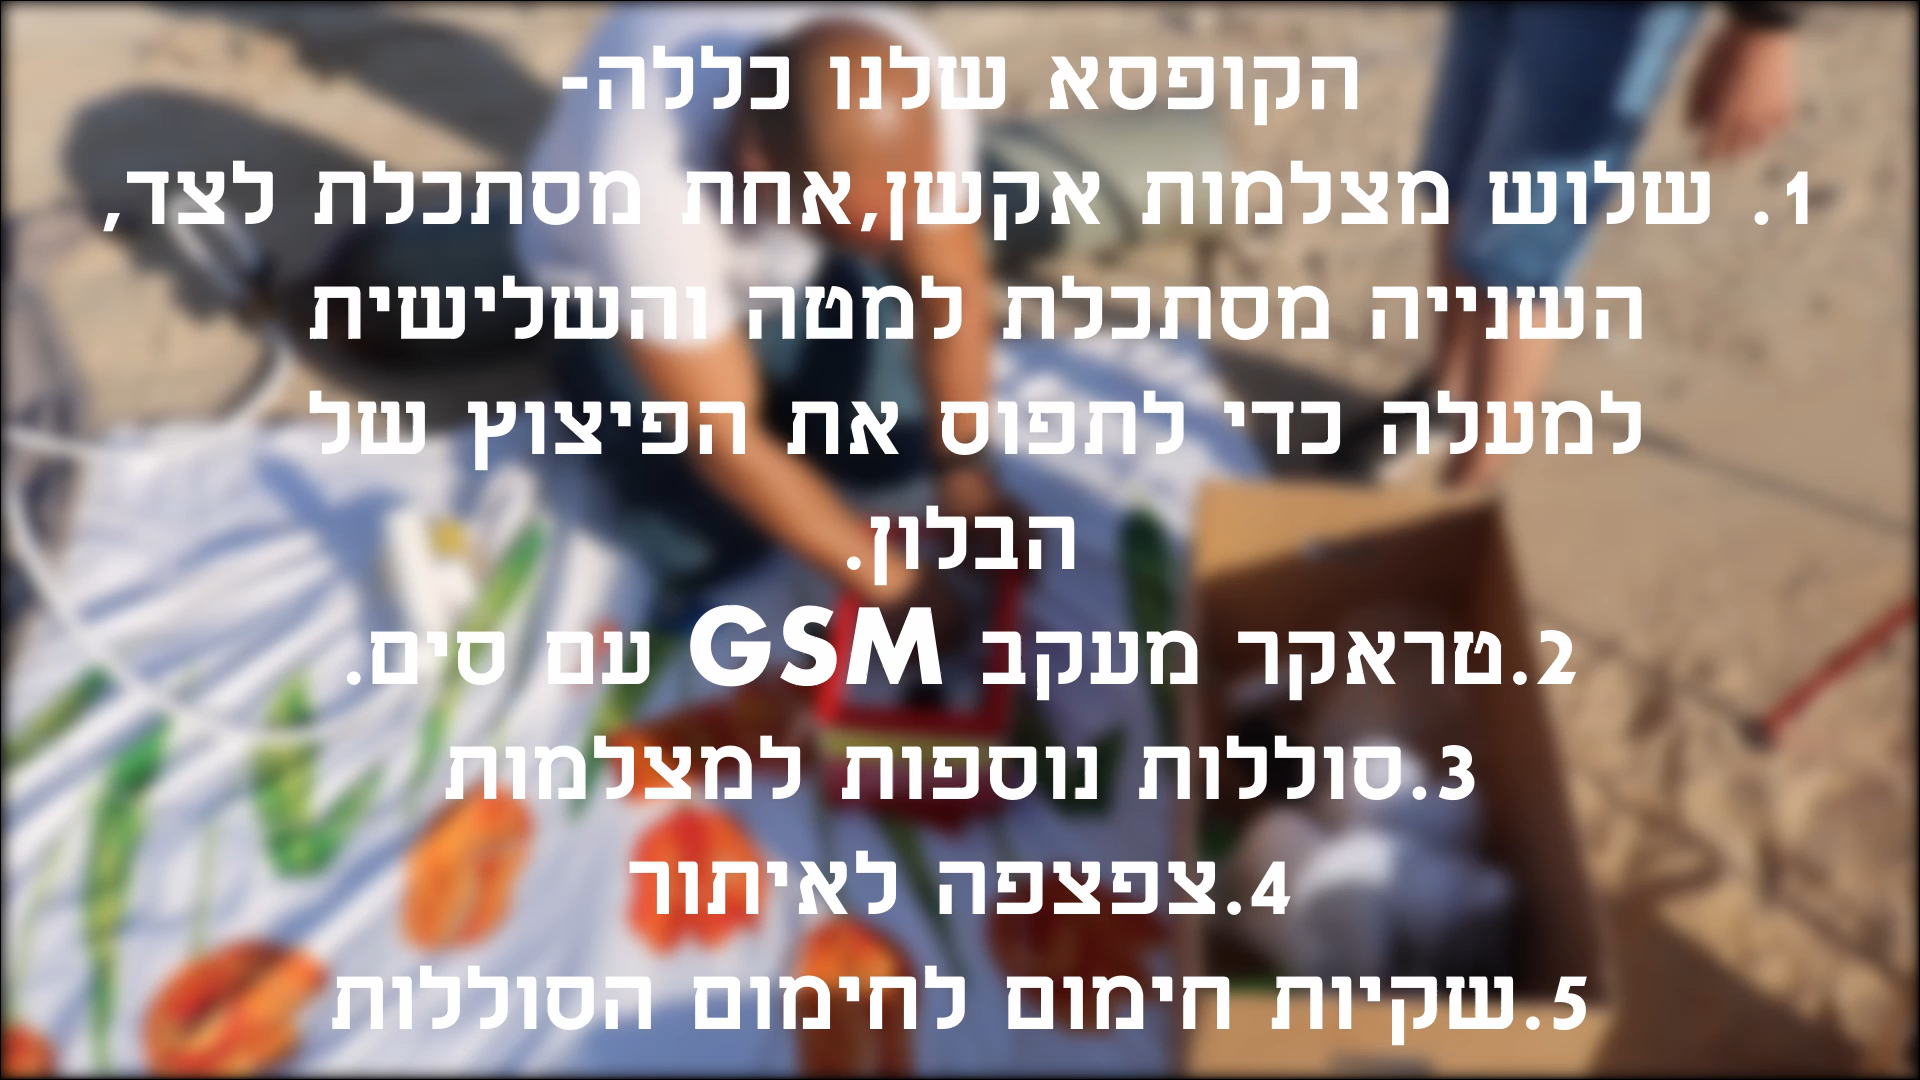 הקופסא שלנו כללה-
1. שלוש מצלמות אקשן,אחת מסתכלת לצד,
השנייה מסתכלת למטה והשלישית
למעלה כדי לתפוס את הפיצוץ של
הבלון.
2.טראקר מעקב GSM עם סים.
3.סוללות נוספות למצלמות
4.צפצפה לאיתור
5.שקיות חימום לחימום הסוללות